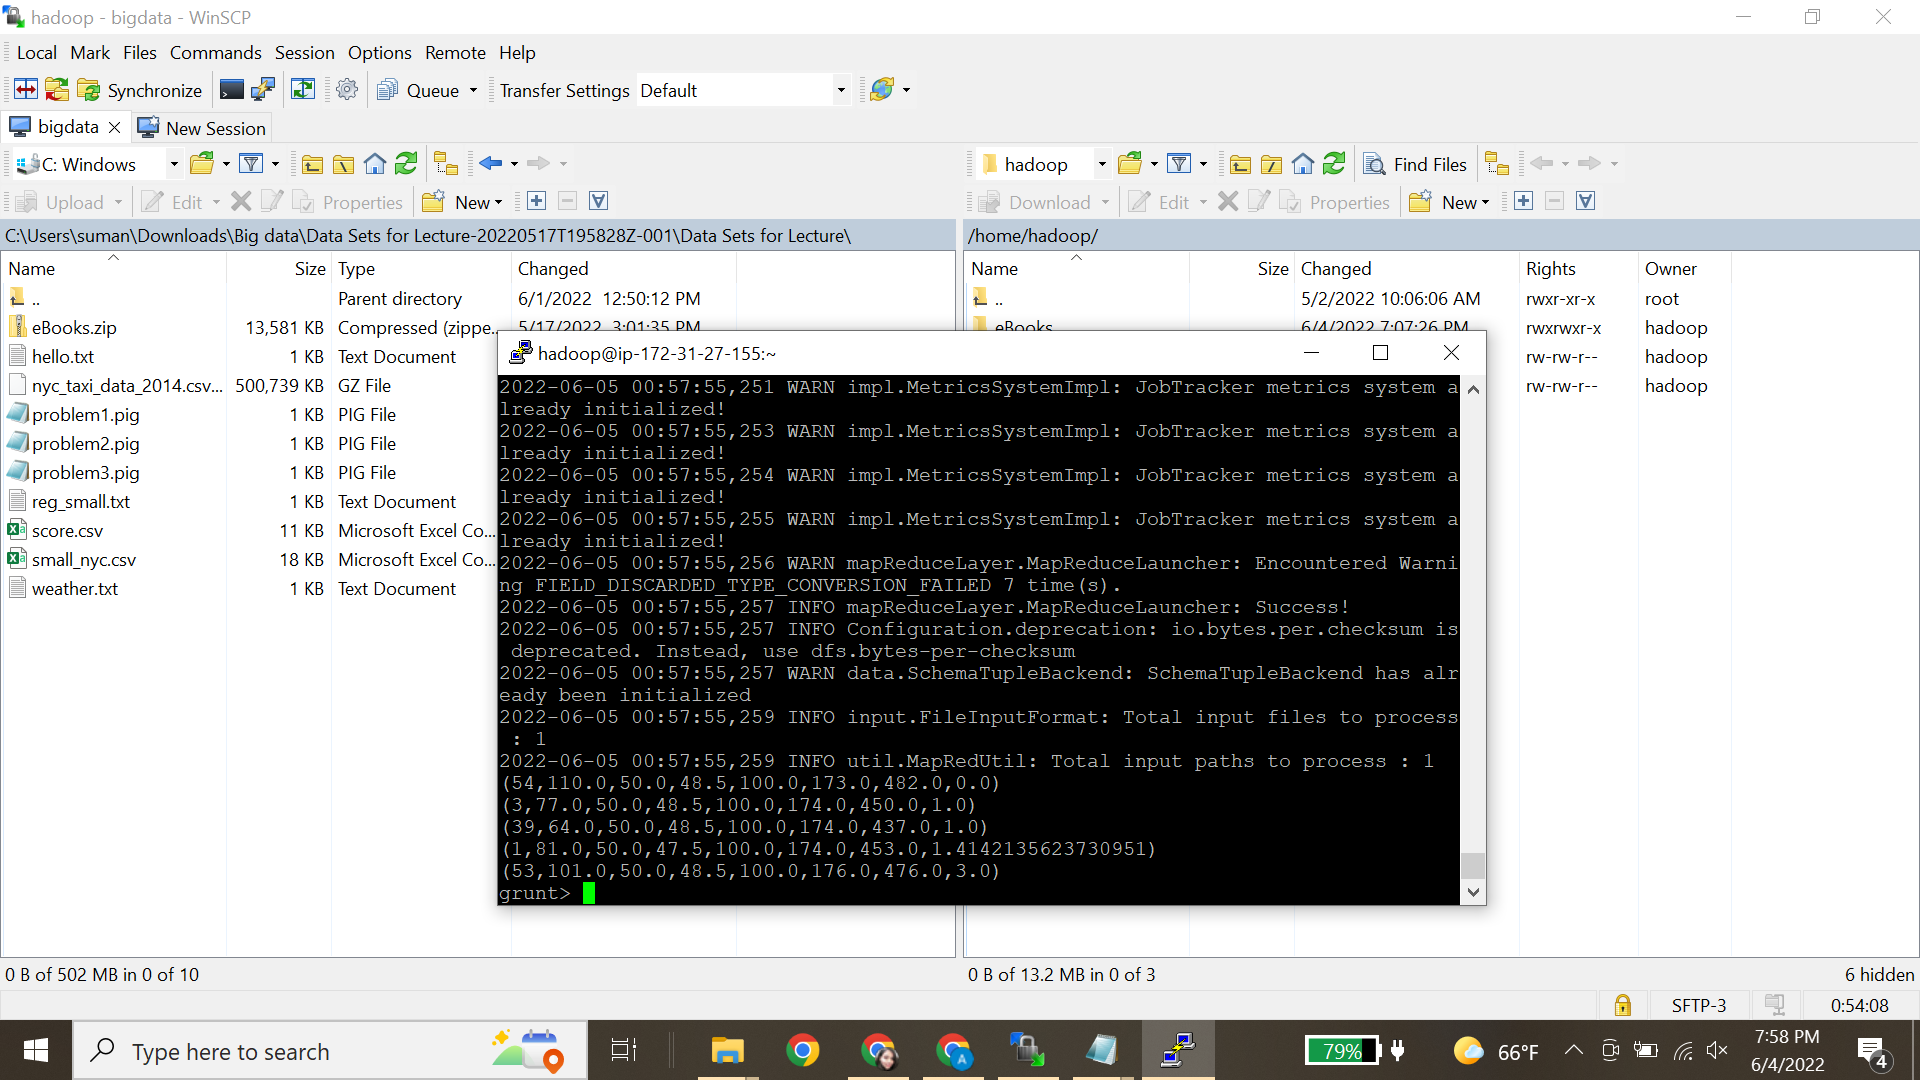 hadoop - bigdata - WinSCP
Local Mark Files Commands Session Options Remote Help
Synchronize Queue Transfer Settings Default
bigdata New Session
C: Windows
hadoop Find Files
Upload Edit Properties New
Download Edit Properties New
C:\Users\suman\Downloads\Big data\Data Sets for Lecture-20220517T195828Z-001\Data Sets for Lecture\
Name Size Type Changed
.. Parent directory 6/1/2022 12:50:12 PM
eBooks.zip 13,581 KB Compressed (zippe... 5/17/2022 3:01:35 PM
hello.txt 1 KB Text Document
nyc_taxi_data_2014.csv... 500,739 KB GZ File
problem1.pig 1 KB PIG File
problem2.pig 1 KB PIG File
problem3.pig 1 KB PIG File
reg_small.txt 1 KB Text Document
score.csv 11 KB Microsoft Excel Co...
small_nyc.csv 18 KB Microsoft Excel Co...
weather.txt 1 KB Text Document
/home/hadoop/
Name Size Changed Rights Owner
.. 5/2/2022 10:06:06 AM rwxr-xr-x root
eBooks 6/4/2022 7:07:26 PM rwxrwxr-x hadoop
rw-rw-r-- hadoop
rw-rw-r-- hadoop
hadoop@ip-172-31-27-155:~
2022-06-05 00:57:55,251 WARN impl.MetricsSystemImpl: JobTracker metrics system a
lready initialized!
2022-06-05 00:57:55,253 WARN impl.MetricsSystemImpl: JobTracker metrics system a
lready initialized!
2022-06-05 00:57:55,254 WARN impl.MetricsSystemImpl: JobTracker metrics system a
lready initialized!
2022-06-05 00:57:55,255 WARN impl.MetricsSystemImpl: JobTracker metrics system a
lready initialized!
2022-06-05 00:57:55,256 WARN mapReduceLayer.MapReduceLauncher: Encountered Warni
ng FIELD_DISCARDED_TYPE_CONVERSION_FAILED 7 time(s).
2022-06-05 00:57:55,257 INFO mapReduceLayer.MapReduceLauncher: Success!
2022-06-05 00:57:55,257 INFO Configuration.deprecation: io.bytes.per.checksum is
deprecated. Instead, use dfs.bytes-per-checksum
2022-06-05 00:57:55,257 WARN data.SchemaTupleBackend: SchemaTupleBackend has alr
eady been initialized
2022-06-05 00:57:55,259 INFO input.FileInputFormat: Total input files to process
: 1
2022-06-05 00:57:55,259 INFO util.MapRedUtil: Total input paths to process : 1
(54,110.0,50.0,48.5,100.0,173.0,482.0,0.0)
(3,77.0,50.0,48.5,100.0,174.0,450.0,1.0)
(39,64.0,50.0,48.5,100.0,174.0,437.0,1.0)
(1,81.0,50.0,47.5,100.0,174.0,453.0,1.4142135623730951)
(53,101.0,50.0,48.5,100.0,176.0,476.0,3.0)
grunt>
0 B of 502 MB in 0 of 10
0 B of 13.2 MB in 0 of 3
6 hidden
SFTP-3 0:54:08
Type here to search
A
79%
66°F
7:58 PM
6/4/2022
4